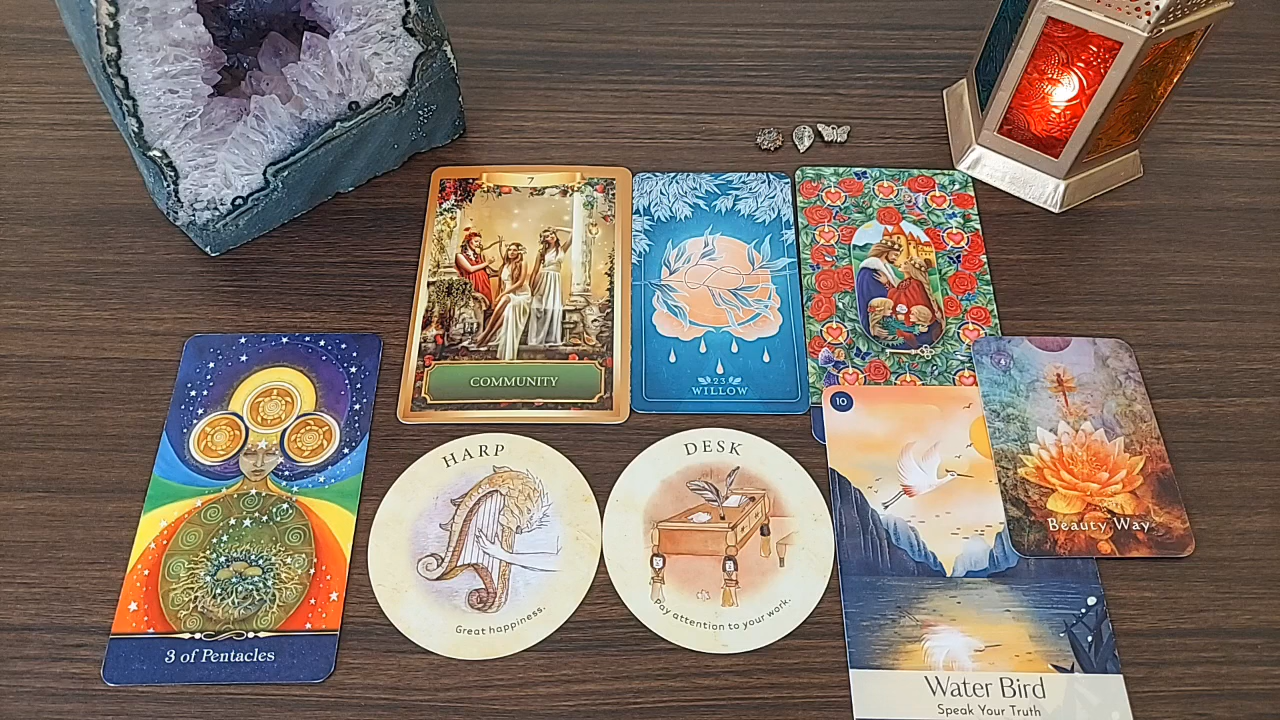 7
COMMUNITY
23
WILLOW
3 of Pentacles
HARP
Great happiness.
DESK
Pay attention to your work.
10
Water Bird
Speak Your Truth
Beauty Way